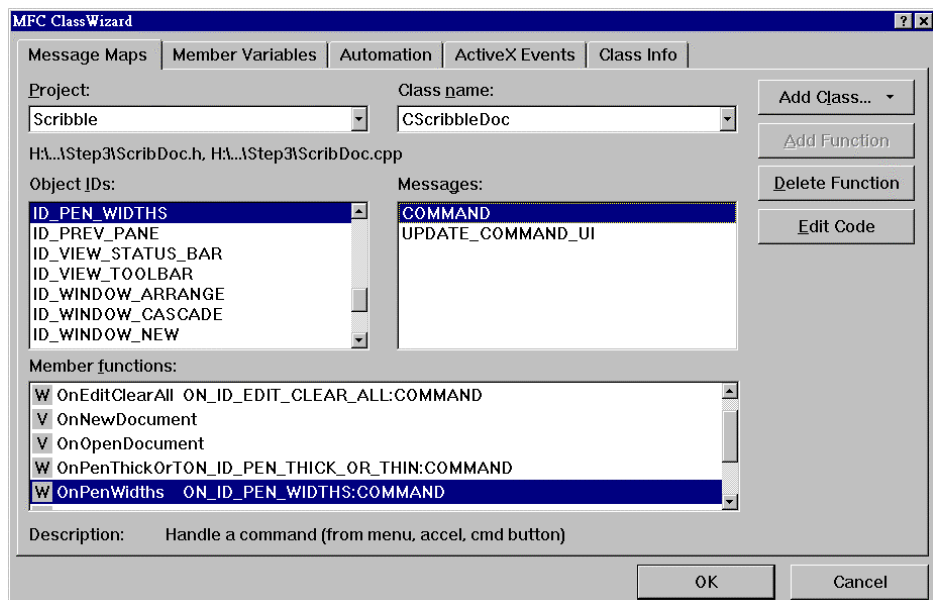 MFC ClassWizard
Message Maps Member Variables Automation ActiveX Events Class Info
Project:
Class name:
Scribble
CScribbleDoc
H:\...\Step3\ScribDoc.h, H:\...\Step3\ScribDoc.cpp
Object IDs:
Messages:
ID_PEN_WIDTHS
ID_PREV_PANE
ID_VIEW_STATUS_BAR
ID_VIEW_TOOLBAR
ID_WINDOW_ARRANGE
ID_WINDOW_CASCADE
ID_WINDOW_NEW
COMMAND
UPDATE_COMMAND_UI
Add Class...
Add Function
Delete Function
Edit Code
Member functions:
W OnEditClearAll ON_ID_EDIT_CLEAR_ALL:COMMAND
V OnNewDocument
V OnOpenDocument
W OnPenThickOrTON_ID_PEN_THICK_OR_THIN:COMMAND
W OnPenWidths ON_ID_PEN_WIDTHS:COMMAND
Description: Handle a command (from menu, accel, cmd button)
OK Cancel